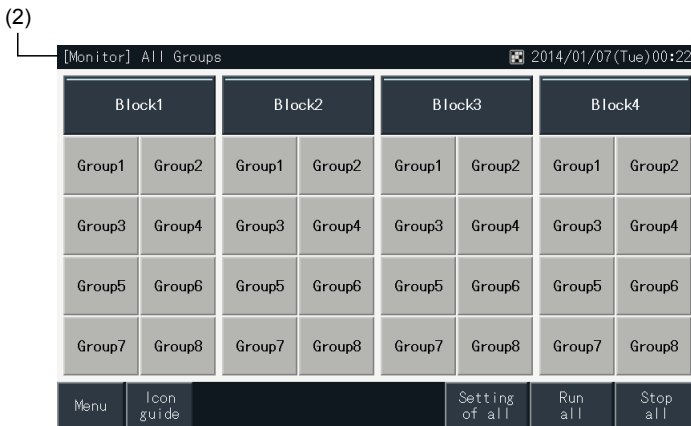 (2)
[Monitor] All Groups 2014/01/07(Tue)00:22
Block1 Block2 Block3 Block4
Group1 Group2 Group1 Group2 Group1 Group2 Group1 Group2
Group3 Group4 Group3 Group4 Group3 Group4 Group3 Group4
Group5 Group6 Group5 Group6 Group5 Group6 Group5 Group6
Group7 Group8 Group7 Group8 Group7 Group8 Group7 Group8
Menu Icon guide Setting of all Run all Stop all